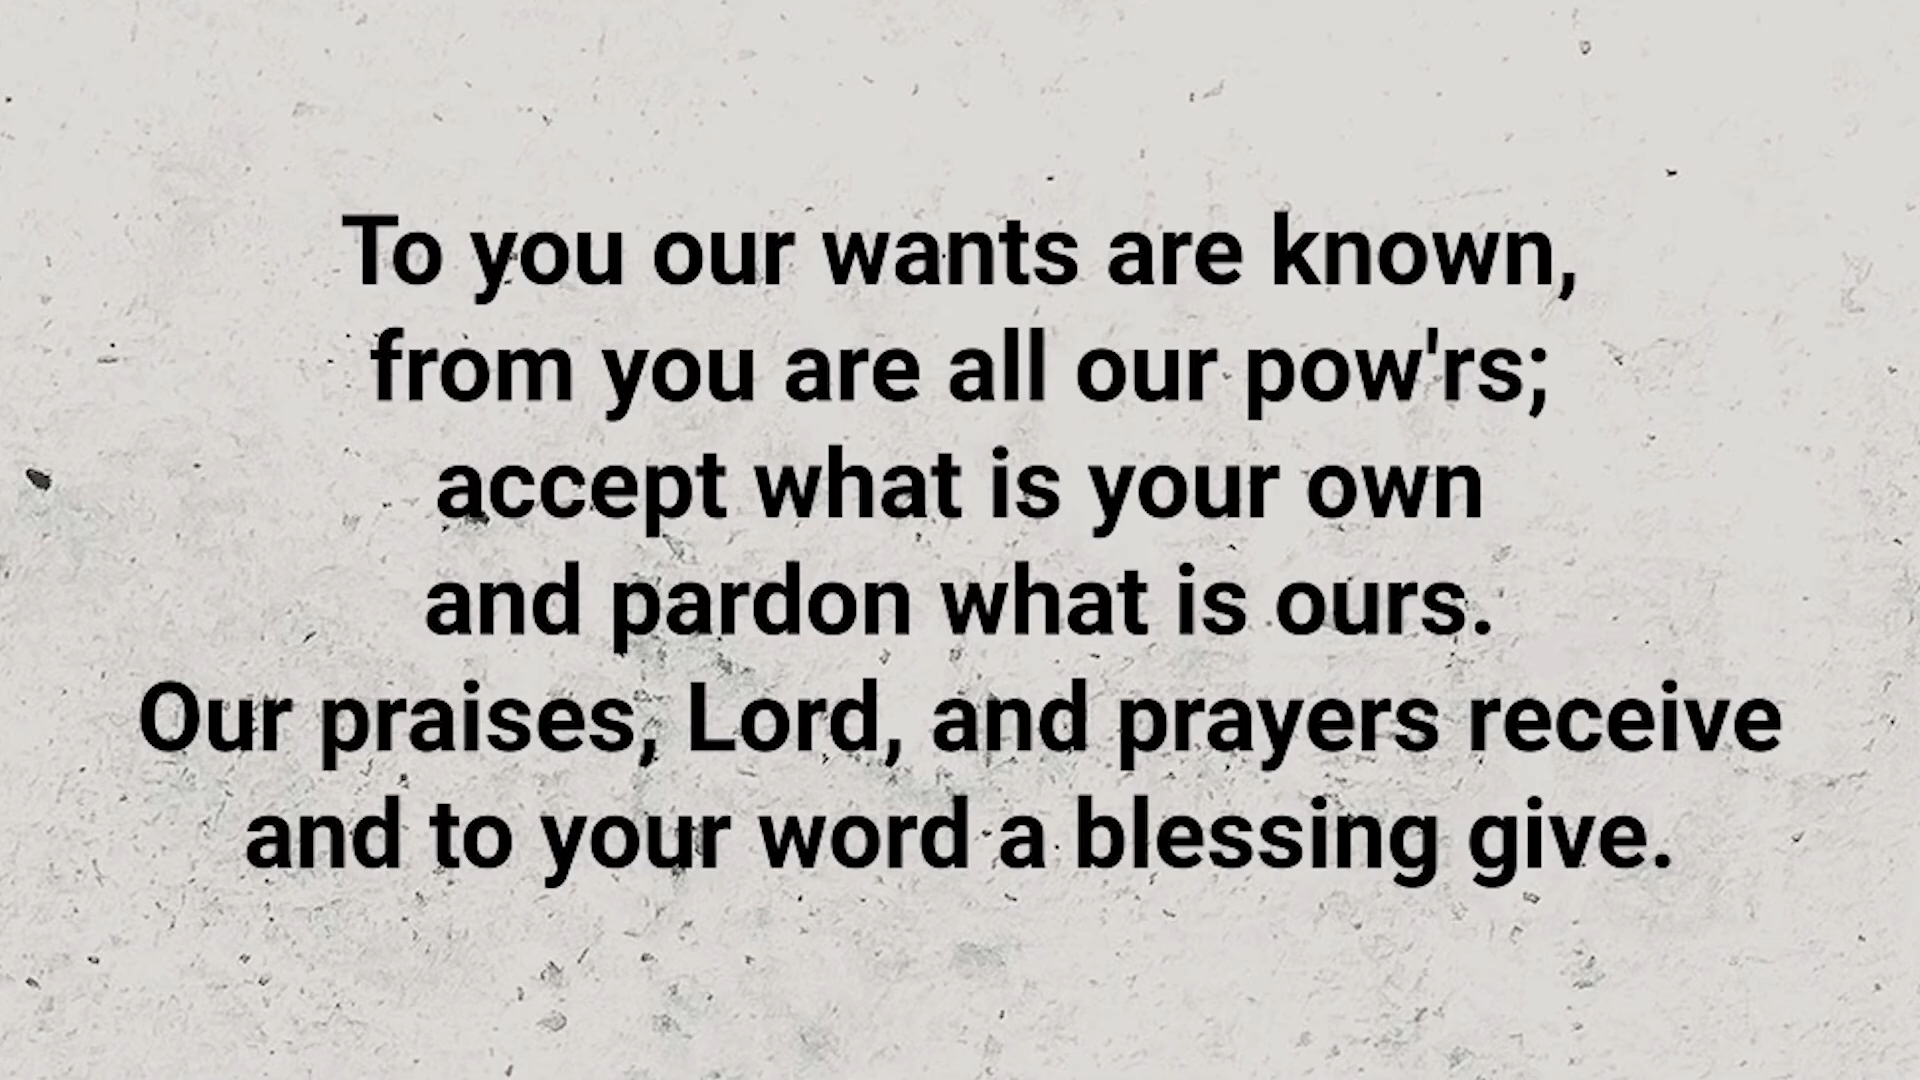 To you our wants are known,
from you are all our pow'rs;
accept what is your own
and pardon what is ours.
Our praises, Lord, and prayers receive
and to your word a blessing give.